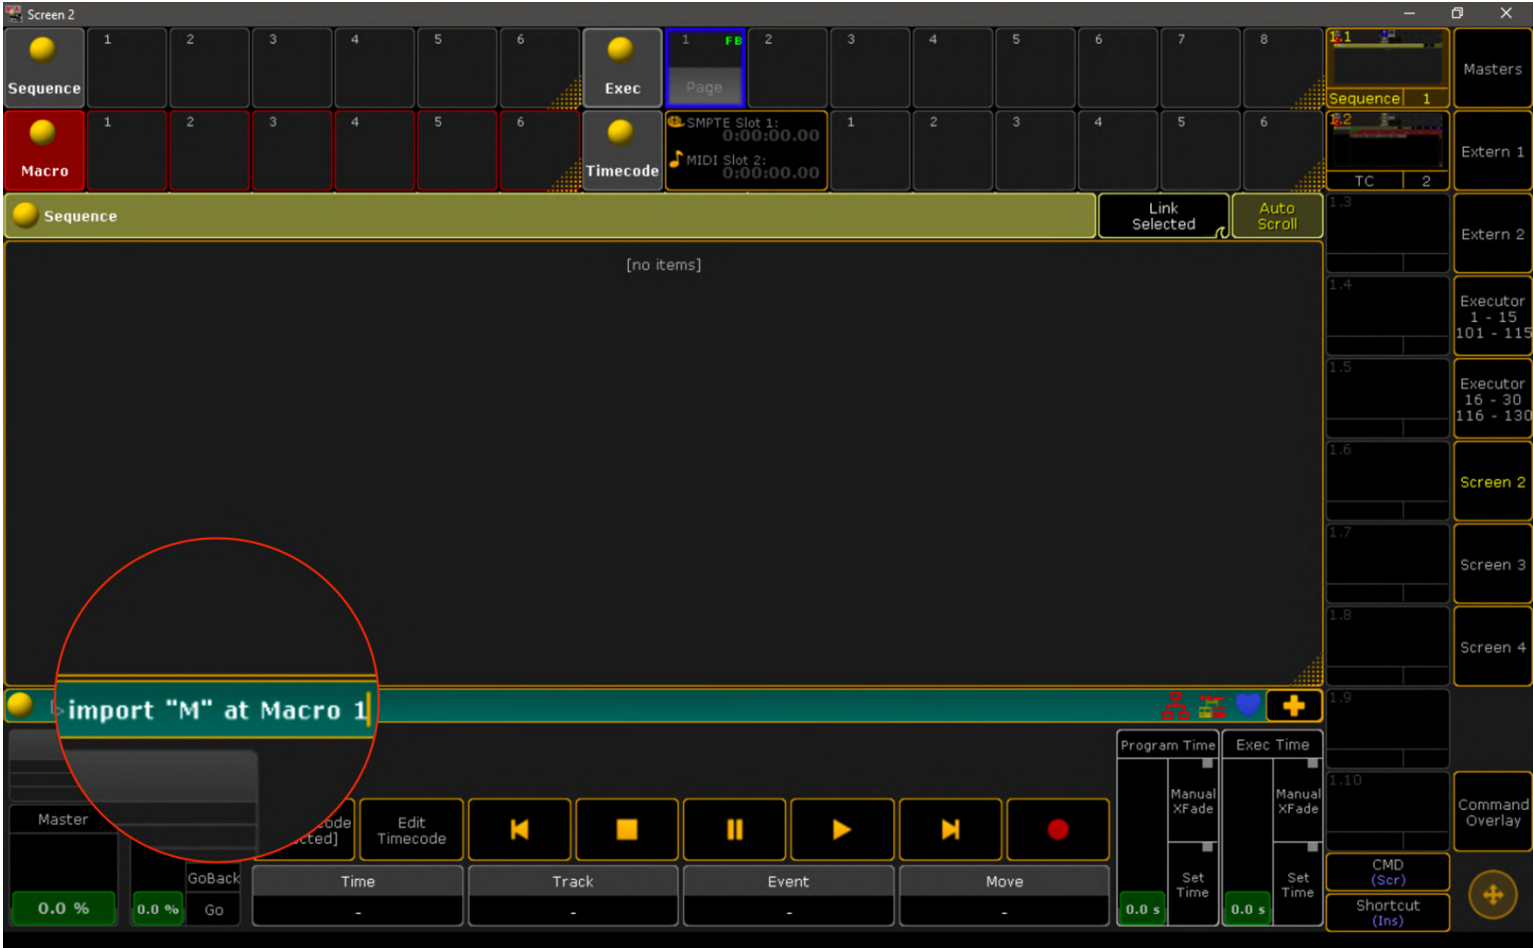 Screen 2
1 2 3 4 5 6
Sequence
Exec
1 FB
Page
2 3 4 5 6 7 8
1.1
Sequence 1
Masters
Macro
1 2 3 4 5 6
Timecode
SMPTE Slot 1:
0:00:00.00
MIDI Slot 2:
0:00:00.00
1 2 3 4 5 6
1.2
TC 2
Extern 1
Sequence
Link
Selected
Auto
Scroll
1.3
Extern 2
[no items]
1.4
Executor
1 - 15
101 - 115
1.5
Executor
16 - 30
116 - 130
1.6
Screen 2
1.7
Screen 3
1.8
Screen 4
import "M" at Macro 1
1.9
Program Time
Exec Time
Manual
XFade
Manual
XFade
1.10
Command
Overlay
Master
ode
cted]
Edit
Timecode
GoBack
Time
Track
Event
Move
Set
Time
Set
Time
CMD
(Scr)
0.0 %
0.0 %
Go
-
-
-
-
0.0 s
0.0 s
Shortcut
(Ins)